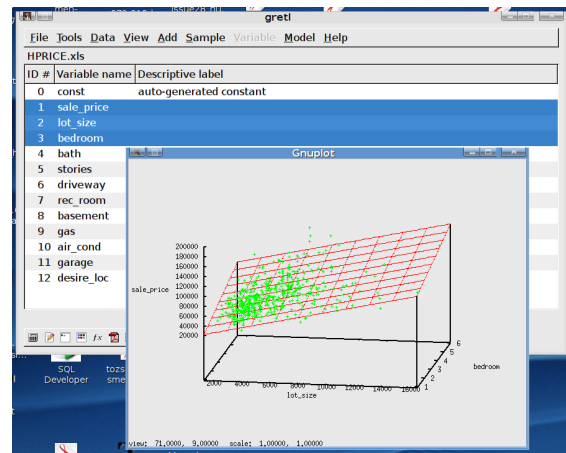 gretl
File Tools Data View Add Sample Variable Model Help
HPRICE.xls
ID # Variable name Descriptive label
0 const auto-generated constant
1 sale_price
2 lot_size
3 bedroom
4 bath
5 stories
6 driveway
7 rec_room
8 basement
9 gas
10 air_cond
11 garage
12 desire_loc
Gnuplot
200000
180000
160000
140000
120000
100000
80000
60000
40000
20000
sale_price
2000 4000 6000 8000 10000 12000 14000 16000
lot_size
1
2
3
4
5
6
bedroom
view: 71,0000, 9,0000 scale: 1,00000, 1,00000
fx
SQL
Developer